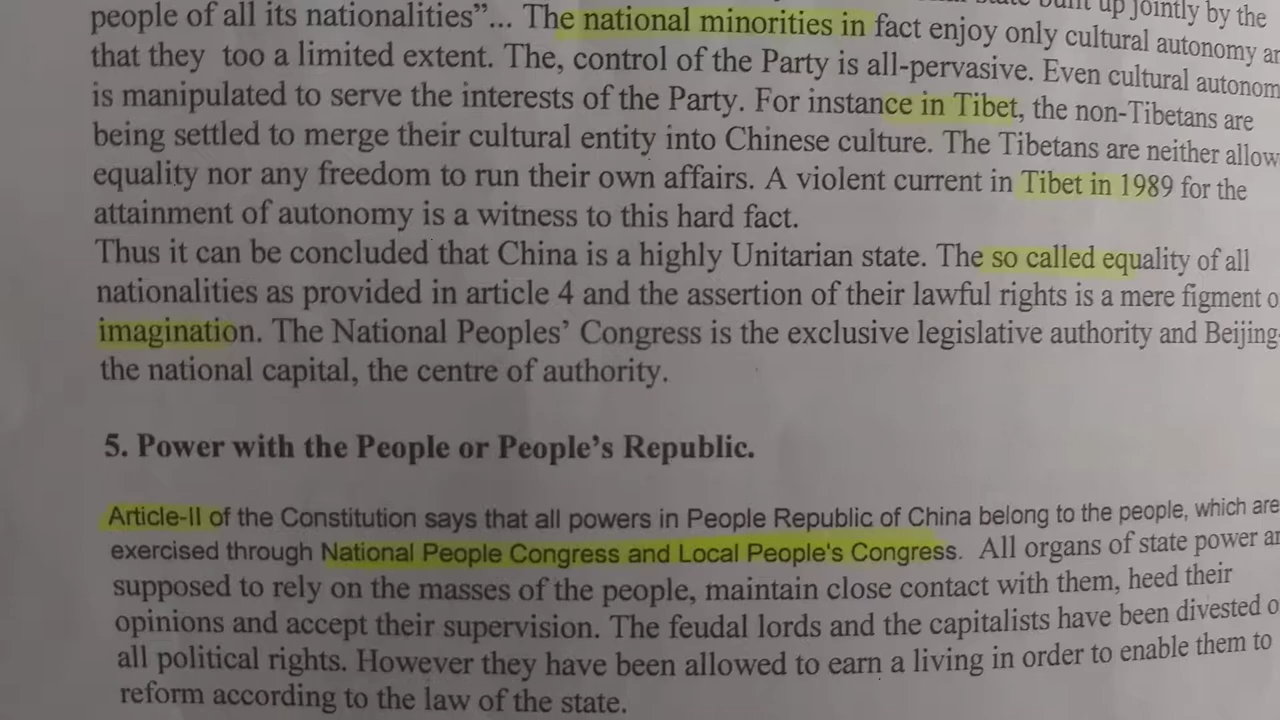 state built up jointly by the
people of all its nationalities”... The national minorities in fact enjoy only cultural autonomy
that they too a limited extent. The, control of the Party is all-pervasive. Even cultural autonom
is manipulated to serve the interests of the Party. For instance in Tibet, the non-Tibetans are
being settled to merge their cultural entity into Chinese culture. The Tibetans are neither allow
equality nor any freedom to run their own affairs. A violent current in Tibet in 1989 for the
attainment of autonomy is a witness to this hard fact.
Thus it can be concluded that China is a highly Unitarian state. The so called equality of all
nationalities as provided in article 4 and the assertion of their lawful rights is a mere figment o
imagination. The National Peoples’ Congress is the exclusive legislative authority and Beijing
the national capital, the centre of authority.
5. Power with the People or People’s Republic.
Article-II of the Constitution says that all powers in People Republic of China belong to the people, which are
exercised through National People Congress and Local People's Congress. All organs of state power ar
supposed to rely on the masses of the people, maintain close contact with them, heed their
opinions and accept their supervision. The feudal lords and the capitalists have been divested o
all political rights. However they have been allowed to earn a living in order to enable them to
reform according to the law of the state.